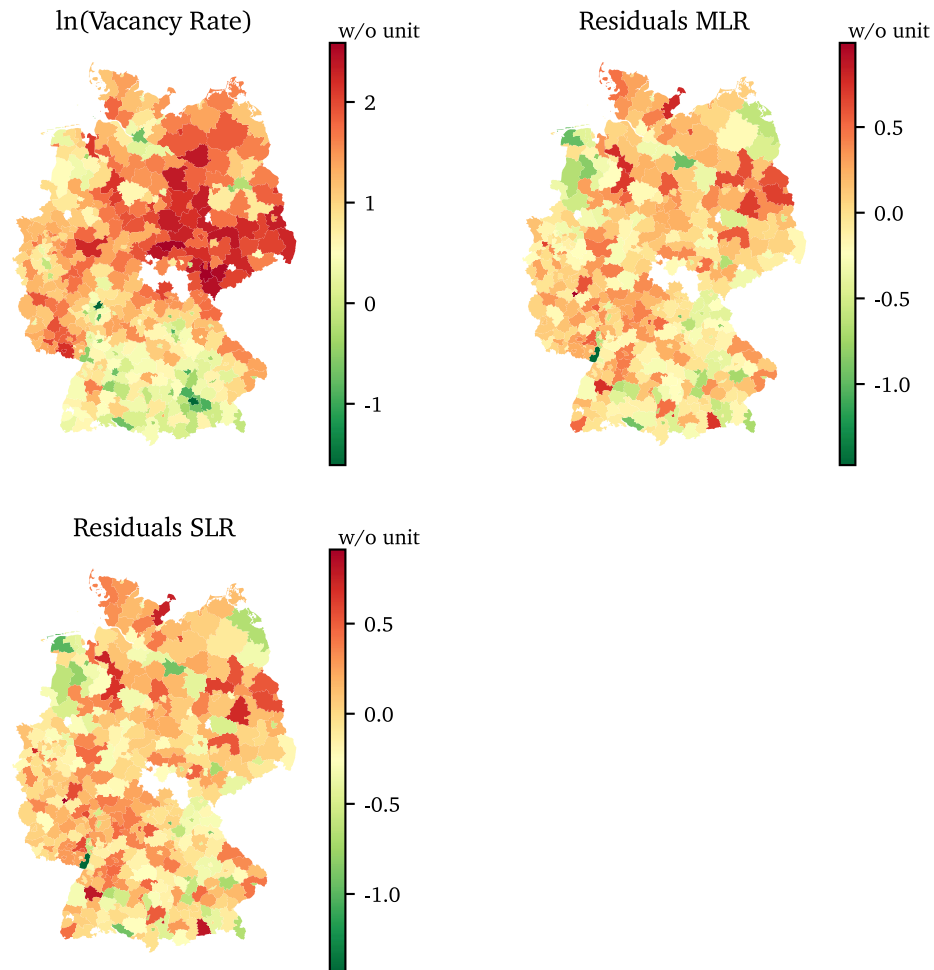 ln(Vacancy Rate)
w/o unit
2
1
0
-1
Residuals MLR
w/o unit
0.5
0.0
-0.5
-1.0
Residuals SLR
w/o unit
0.5
0.0
-0.5
-1.0